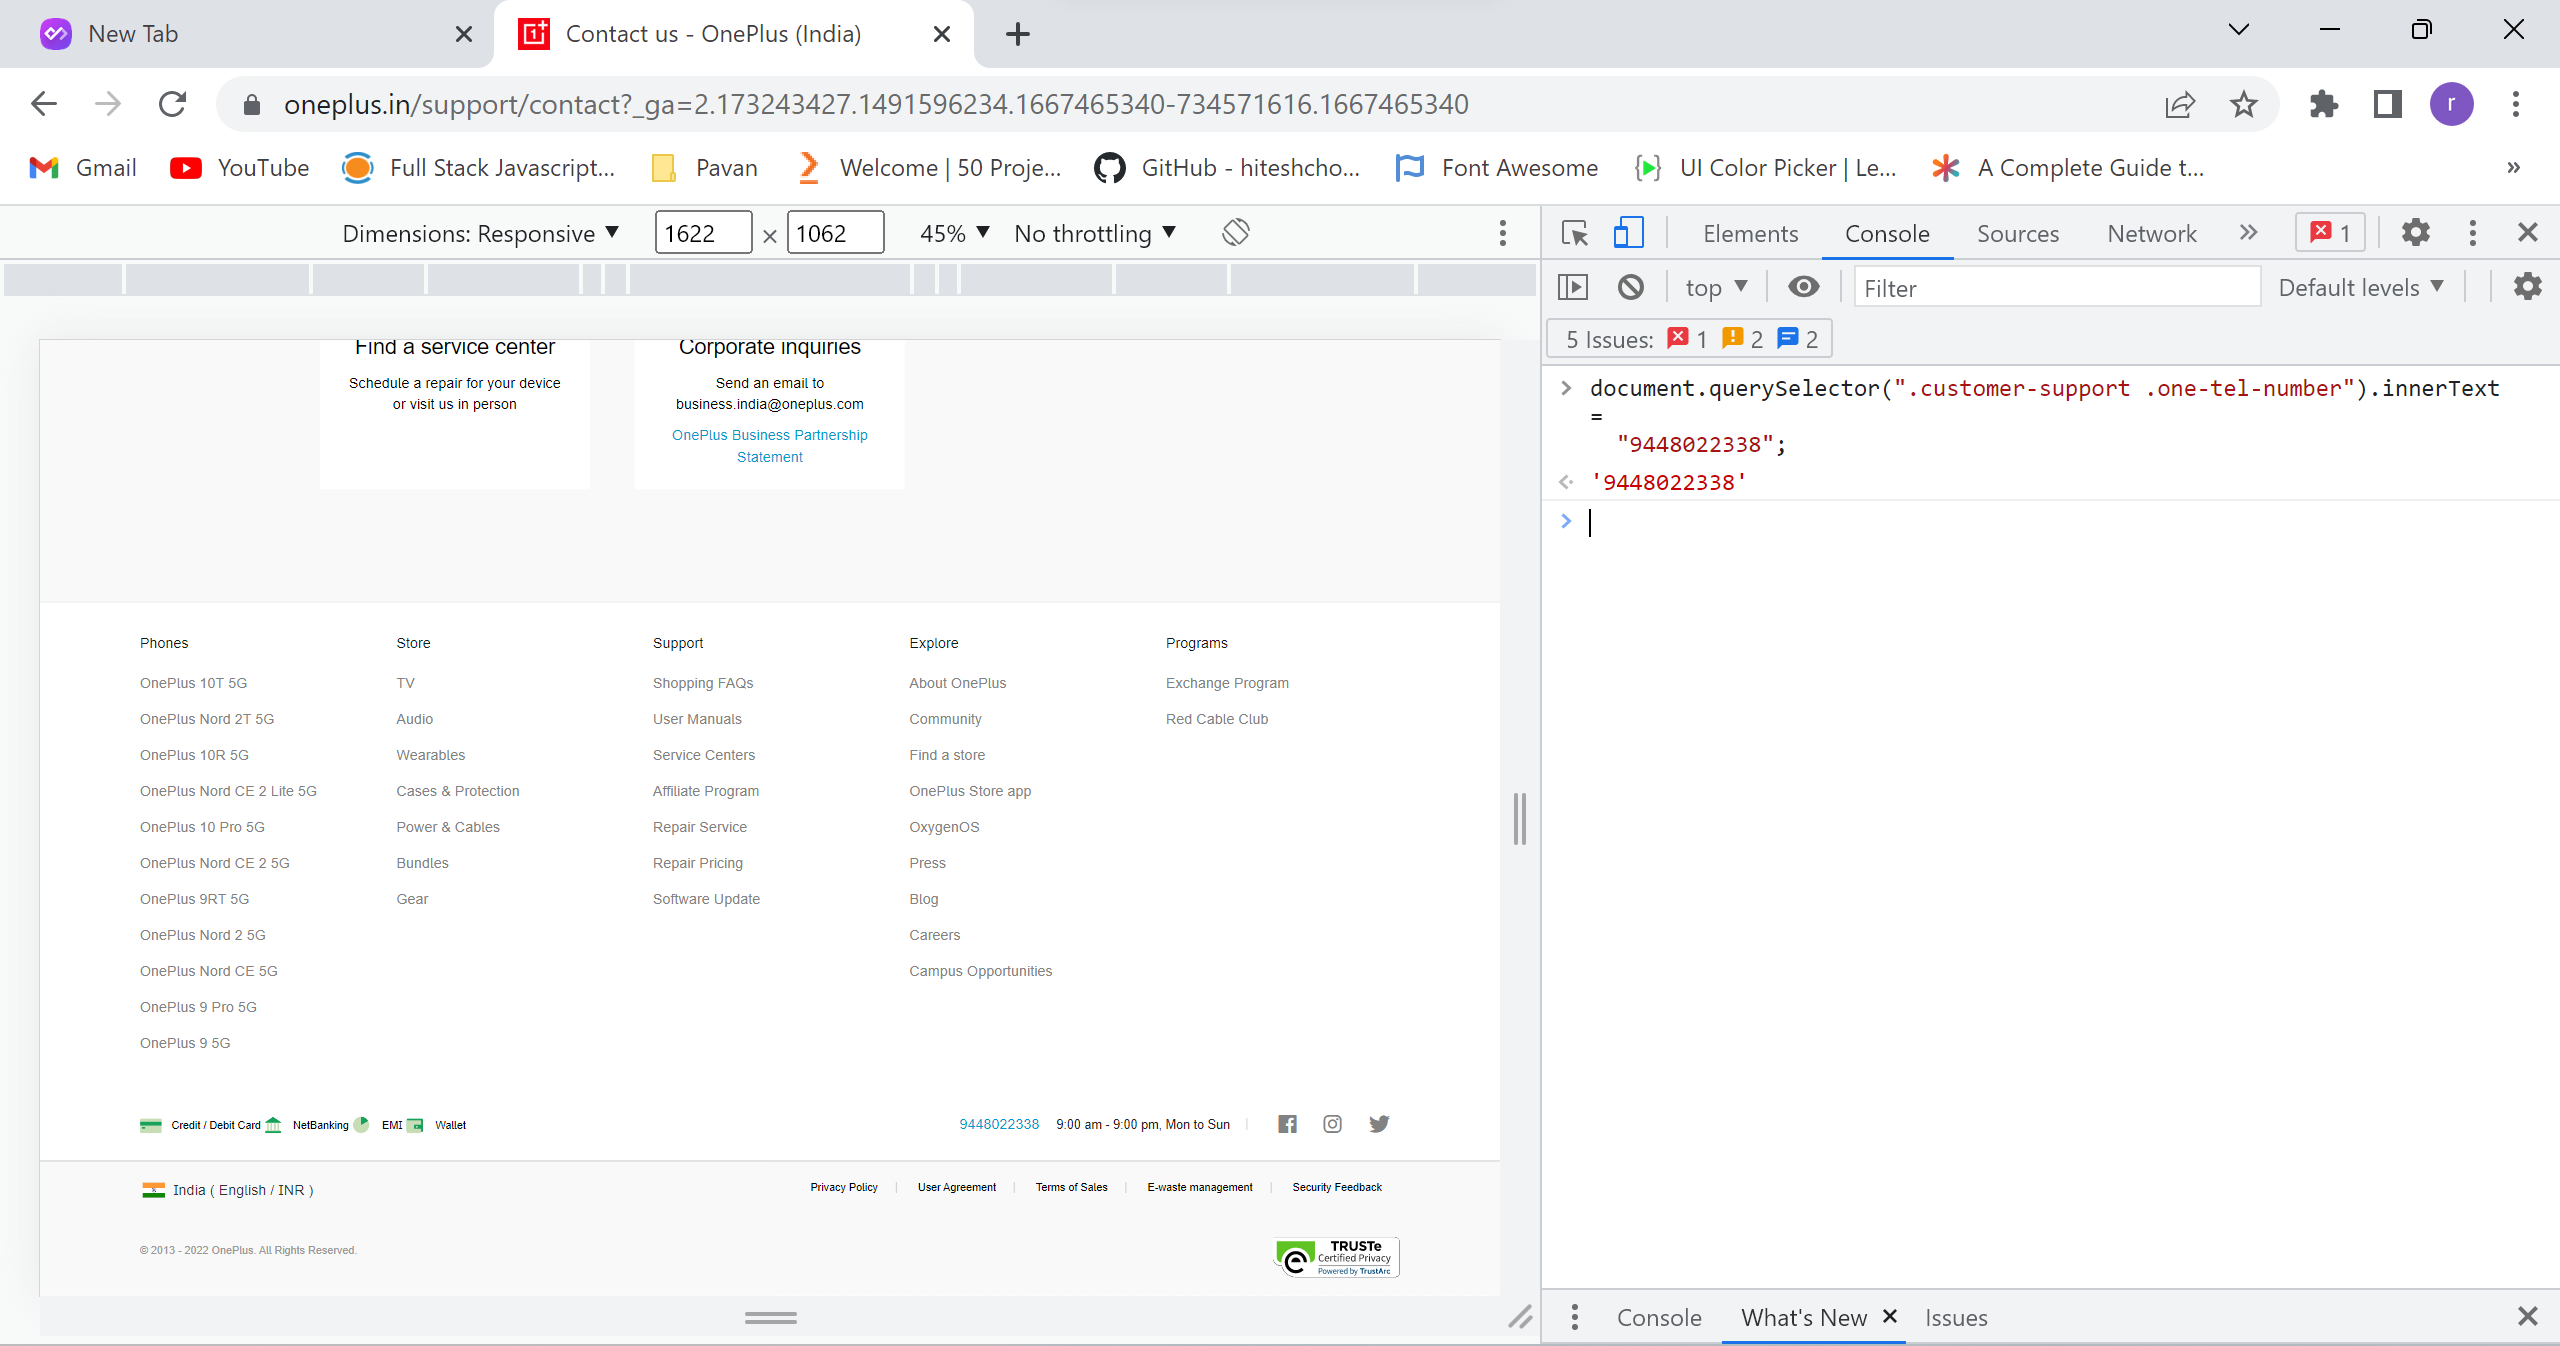 New Tab
Contact us - OnePlus (India)
oneplus.in/support/contact?_ga=2.173243427.1491596234.1667465340-734571616.1667465340
r
Gmail
YouTube
Full Stack Javascript...
Pavan
Welcome | 50 Proje...
GitHub - hiteshcho...
Font Awesome
UI Color Picker | Le...
A Complete Guide t...
»
Dimensions: Responsive
1622 × 1062
45%
No throttling
Elements
Console
Sources
Network
»
1
top
Filter
Default levels
5 Issues: 1 2 2
document.querySelector(".customer-support .one-tel-number").innerText
=
"9448022338";
'9448022338'
Find a service center
Schedule a repair for your device
or visit us in person
Corporate inquiries
Send an email to
business.india@oneplus.com
OnePlus Business Partnership
Statement
Phones
OnePlus 10T 5G
OnePlus Nord 2T 5G
OnePlus 10R 5G
OnePlus Nord CE 2 Lite 5G
OnePlus 10 Pro 5G
OnePlus Nord CE 2 5G
OnePlus 9RT 5G
OnePlus Nord 2 5G
OnePlus Nord CE 5G
OnePlus 9 Pro 5G
OnePlus 9 5G
Store
TV
Audio
Wearables
Cases & Protection
Power & Cables
Bundles
Gear
Support
Shopping FAQs
User Manuals
Service Centers
Affiliate Program
Repair Service
Repair Pricing
Software Update
Explore
About OnePlus
Community
Find a store
OnePlus Store app
OxygenOS
Press
Blog
Careers
Campus Opportunities
Programs
Exchange Program
Red Cable Club
Credit / Debit Card
NetBanking
EMI
Wallet
9448022338
9:00 am - 9:00 pm, Mon to Sun
India ( English / INR )
Privacy Policy
User Agreement
Terms of Sales
E-waste management
Security Feedback
© 2013 - 2022 OnePlus. All Rights Reserved.
TRUSTe
Certified Privacy
Powered by TrustArc
Console
What's New
Issues